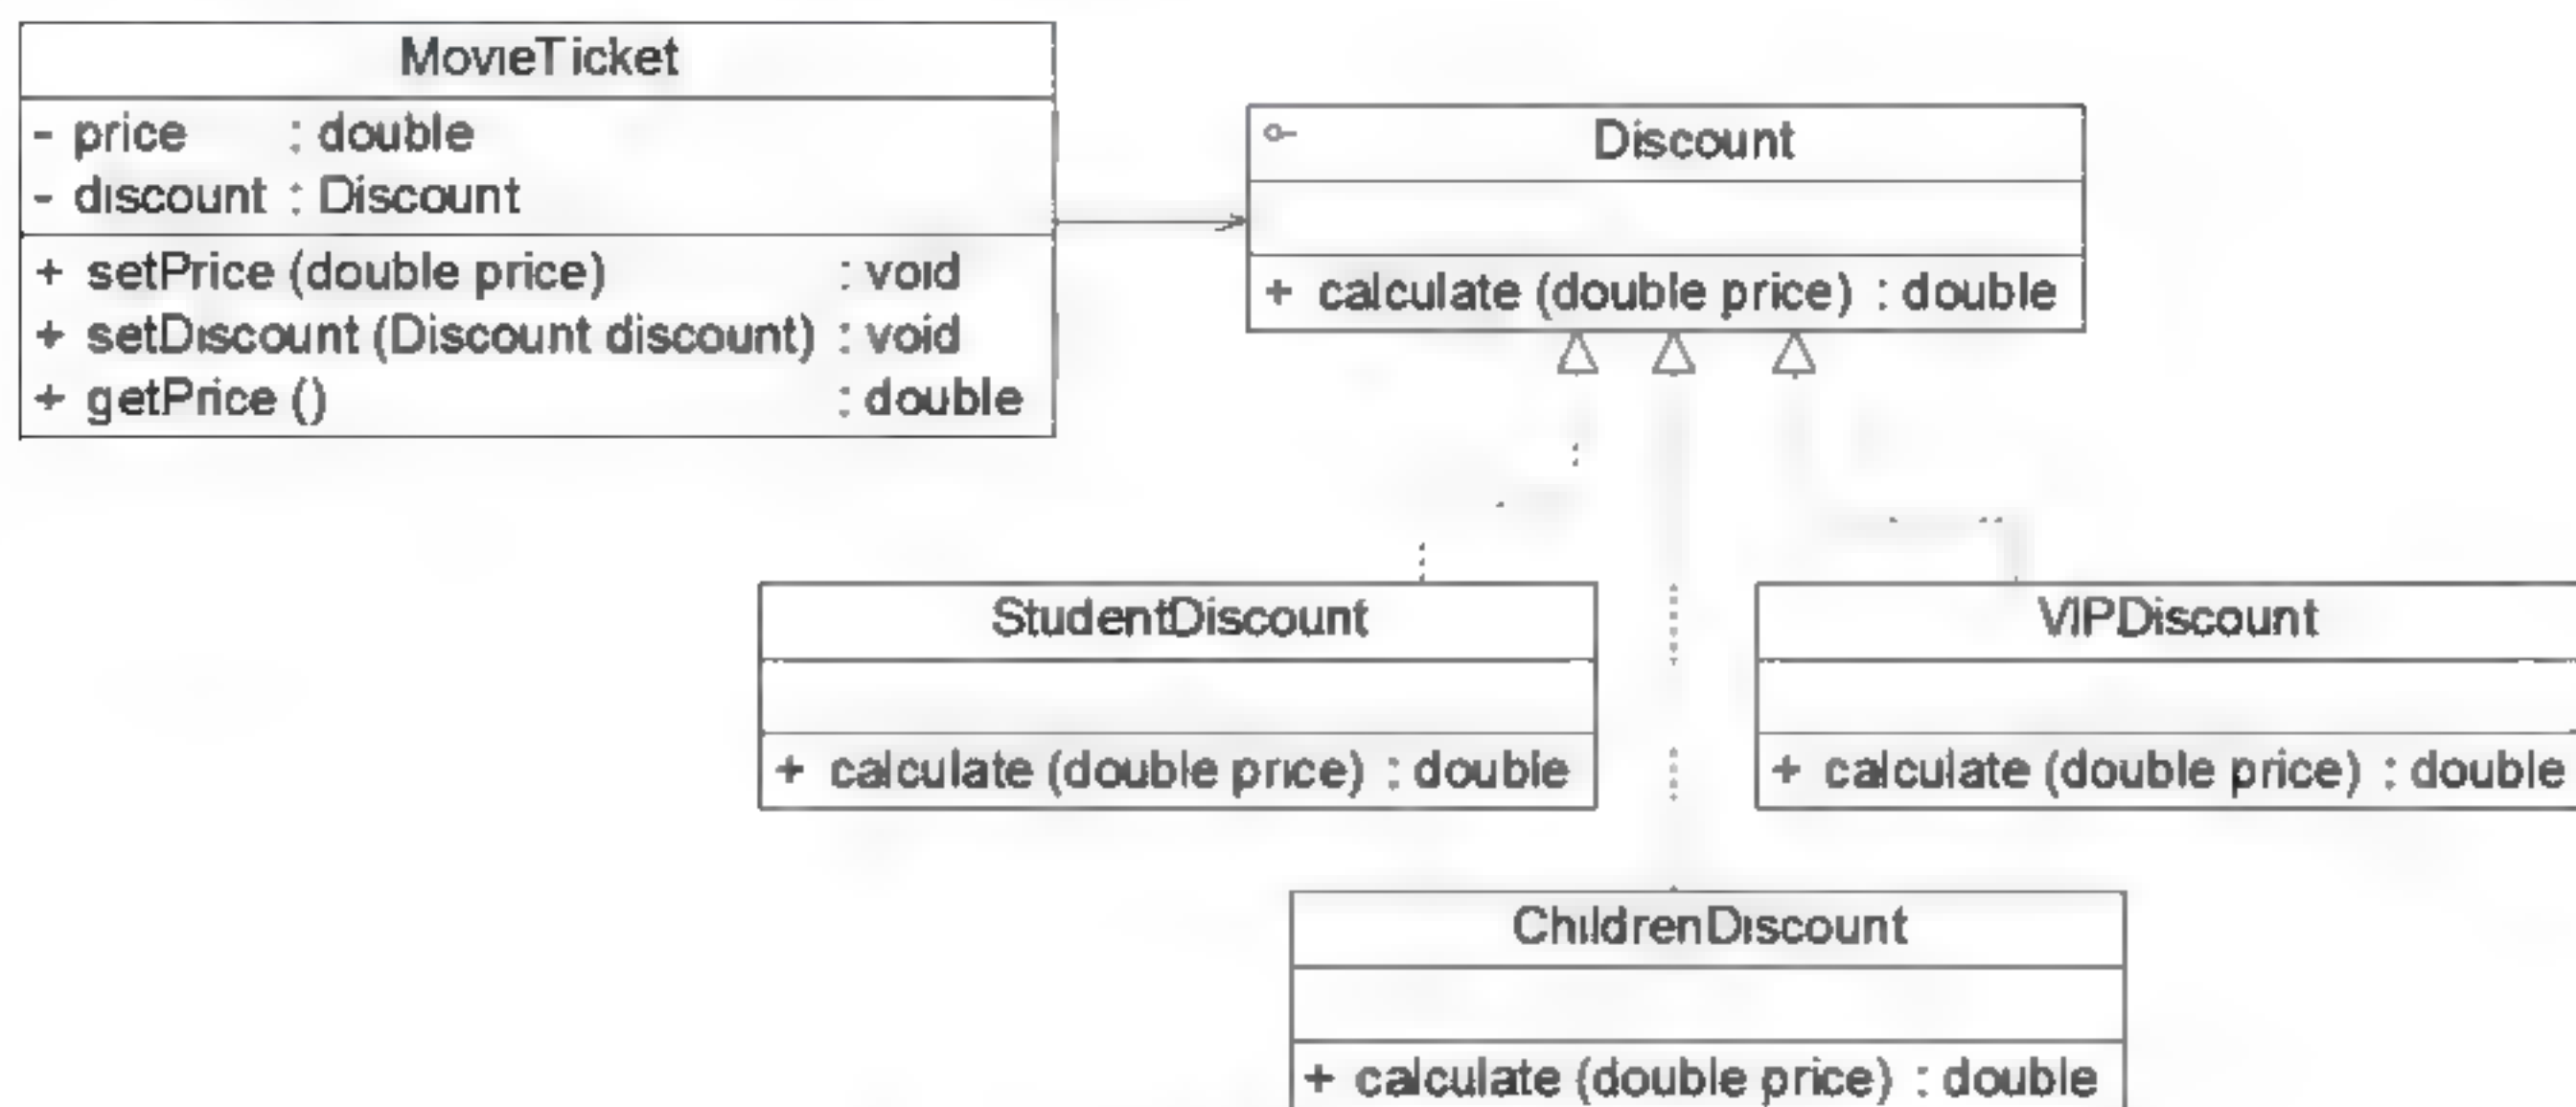 MovieTicket
- price : double
- discount : Discount
+ setPrice (double price) : void
+ setDiscount (Discount discount) : void
+ getPrice () : double
Discount
+ calculate (double price) : double
StudentDiscount
+ calculate (double price) : double
VIPDiscount
+ calculate (double price) : double
ChildrenDiscount
+ calculate (double price) : double